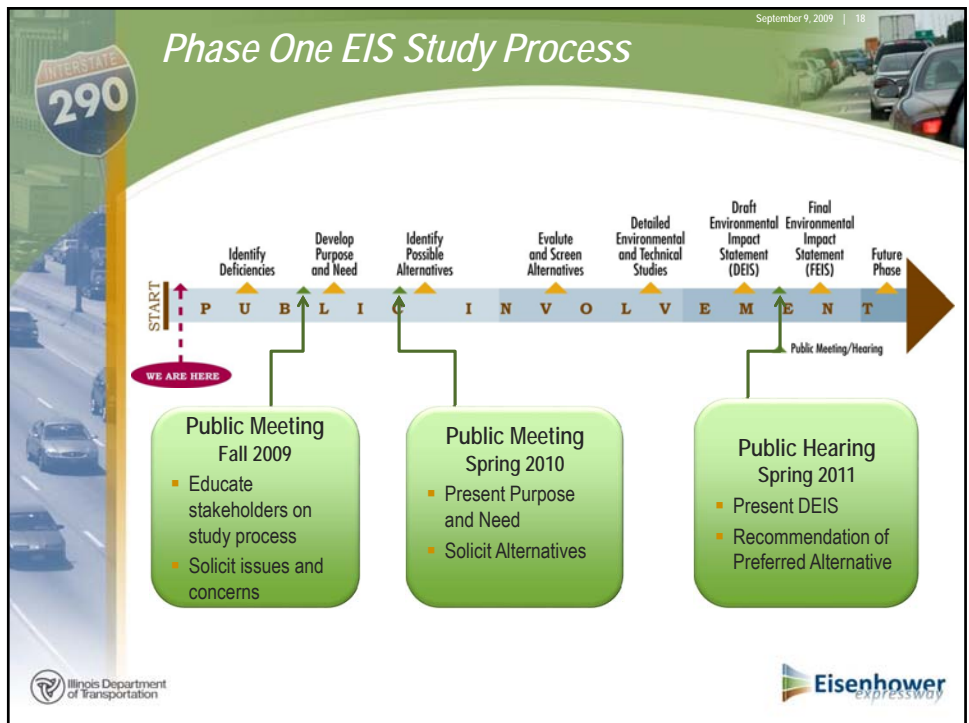 September 9, 2009 | 18
Phase One EIS Study Process
INTERSTATE
290
Identify
Deficiencies
Develop
Purpose
and Need
Identify
Possible
Alternatives
Evalute
and Screen
Alternatives
Detailed
Environmental
and Technical
Studies
Draft
Environmental
Impact
Statement
(DEIS)
Final
Environmental
Impact
Statement
(FEIS)
Future
Phase
START
PUBLIC INVOLVEMENT
Public Meeting/Hearing
WE ARE HERE
Public Meeting
Fall 2009
Educate
stakeholders on
study process
Solicit issues and
concerns
Public Meeting
Spring 2010
Present Purpose
and Need
Solicit Alternatives
Public Hearing
Spring 2011
Present DEIS
Recommendation of
Preferred Alternative
Illinois Department
of Transportation
Eisenhower
expressway